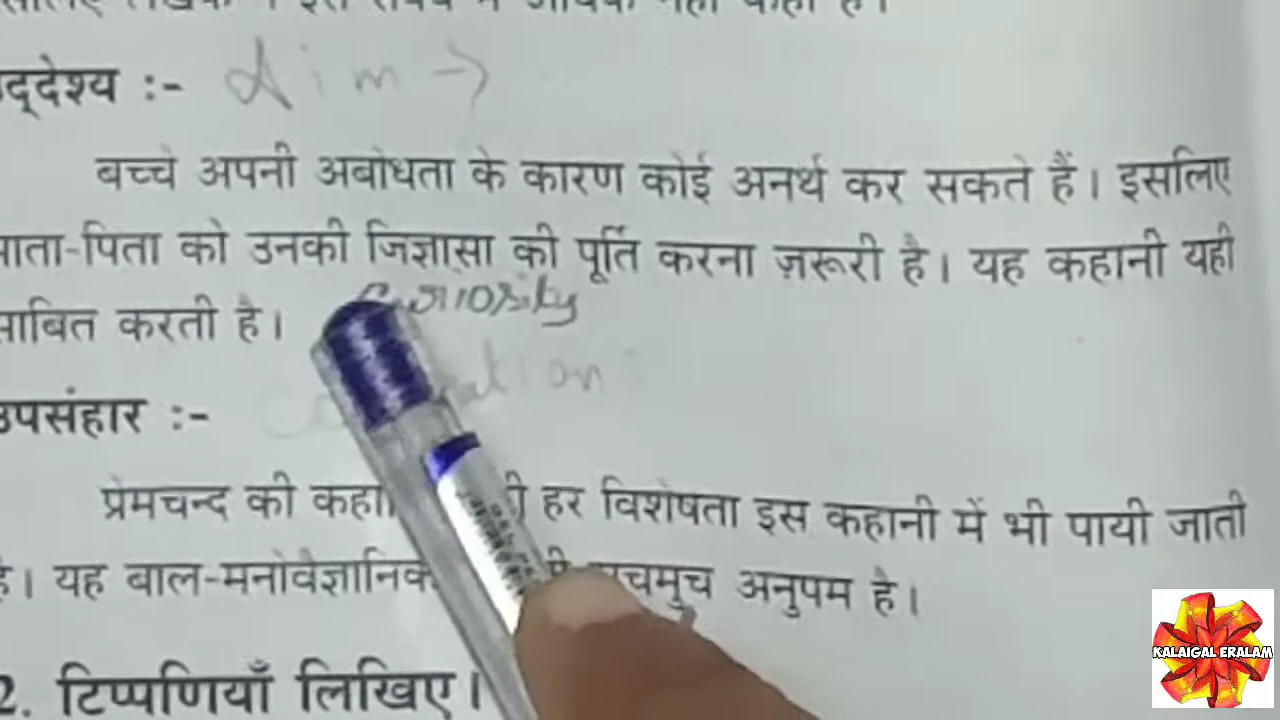 उद्देश्य :- Aim →
बच्चे अपनी अबोधता के कारण कोई अनर्थ कर सकते हैं। इसलिए
माता-पिता को उनकी जिज्ञासा की पूर्ति करना ज़रूरी है। यह कहानी यही
Curiosity
साबित करती है।
उपसंहार :-
प्रेमचन्द की हर विशेषता इस कहानी में भी पायी जाती
है। यह बाल-मनोवैज्ञानिक सचमुच अनुपम है।
2. टिप्पणियाँ लिखिए।
KALAIGAL ERALAM